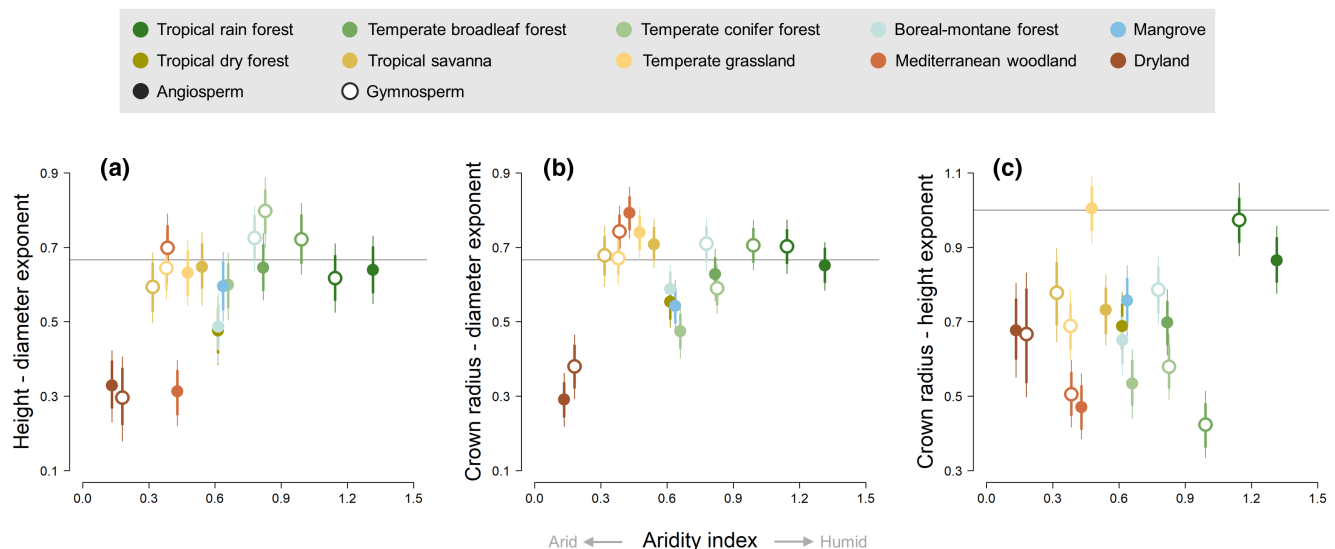 Tropical rain forest Temperate broadleaf forest Temperate conifer forest Boreal-montane forest Mangrove
Tropical dry forest Tropical savanna Temperate grassland Mediterranean woodland Dryland
Angiosperm Gymnosperm
(a)
Height - diameter exponent
0.9
0.7
0.5
0.3
0.1
0.0 0.3 0.6 0.9 1.2 1.5
(b)
Crown radius - diameter exponent
0.9
0.7
0.5
0.3
0.1
0.0 0.3 0.6 0.9 1.2 1.5
(c)
Crown radius - height exponent
1.1
0.9
0.7
0.5
0.3
0.0 0.3 0.6 0.9 1.2 1.5
Arid Aridity index Humid